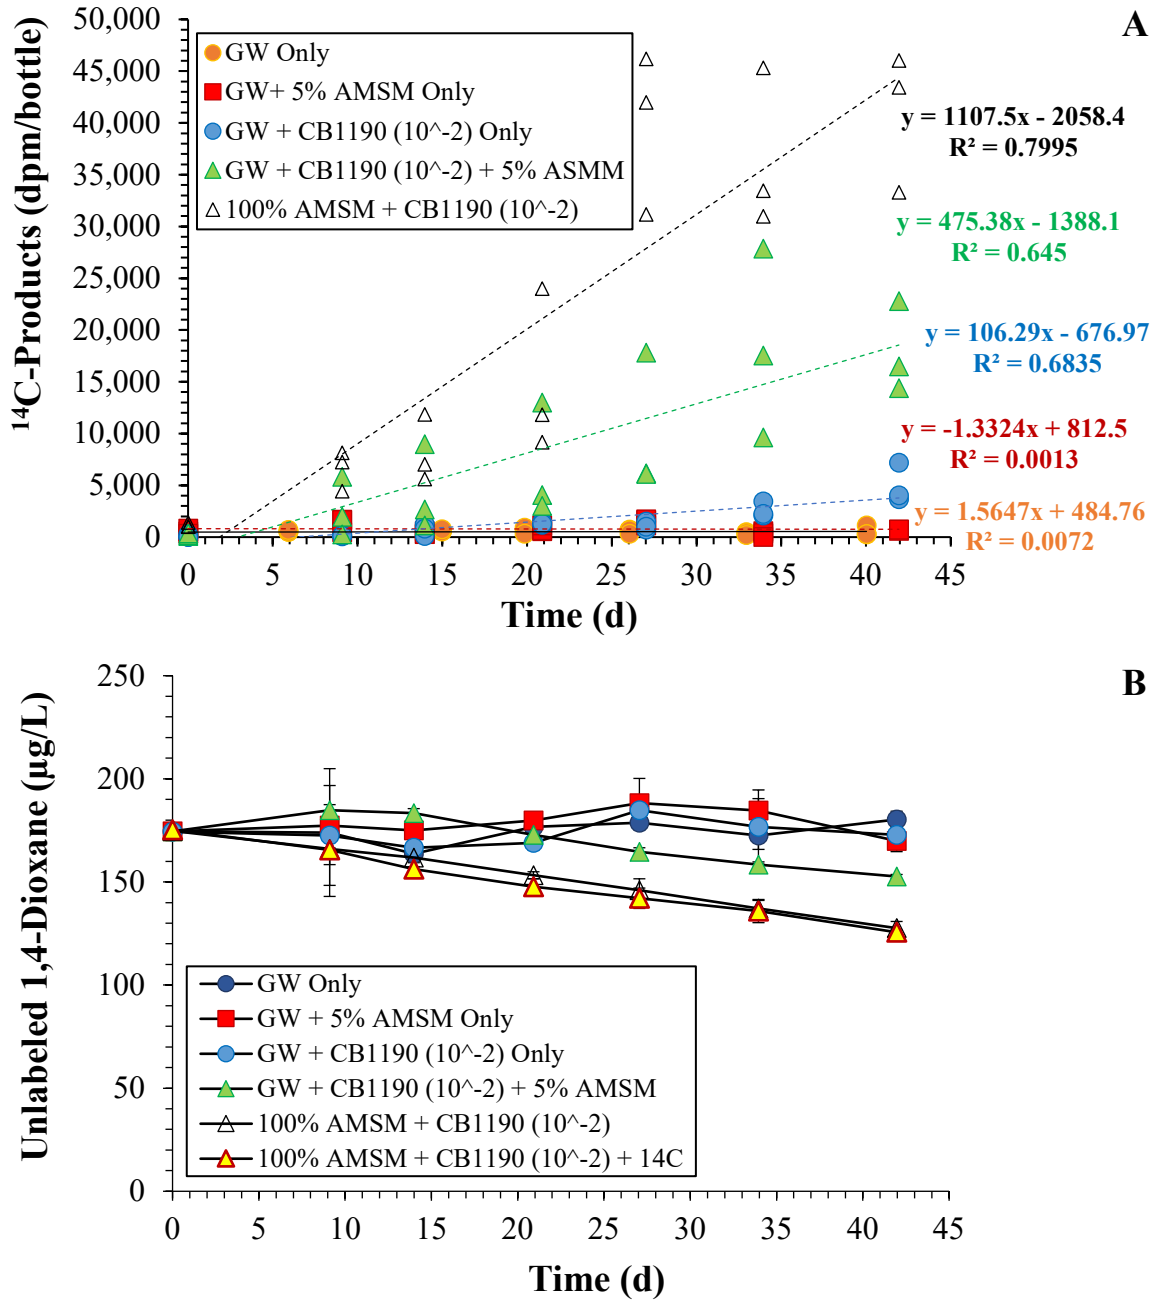 A
¹⁴C-Products (dpm/bottle)
50,000
45,000
40,000
35,000
30,000
25,000
20,000
15,000
10,000
5,000
0
GW Only
GW+ 5% AMSM Only
GW + CB1190 (10^-2) Only
GW + CB1190 (10^-2) + 5% ASMM
100% AMSM + CB1190 (10^-2)
y = 1107.5x - 2058.4
R² = 0.7995
y = 475.38x - 1388.1
R² = 0.645
y = 106.29x - 676.97
R² = 0.6835
y = -1.3324x + 812.5
R² = 0.0013
y = 1.5647x + 484.76
R² = 0.0072
0 5 10 15 20 25 30 35 40 45
Time (d)
B
Unlabeled 1,4-Dioxane (µg/L)
250
200
150
100
50
0
GW Only
GW + 5% AMSM Only
GW + CB1190 (10^-2) Only
GW + CB1190 (10^-2) + 5% AMSM
100% AMSM + CB1190 (10^-2)
100% AMSM + CB1190 (10^-2) + 14C
0 5 10 15 20 25 30 35 40 45
Time (d)